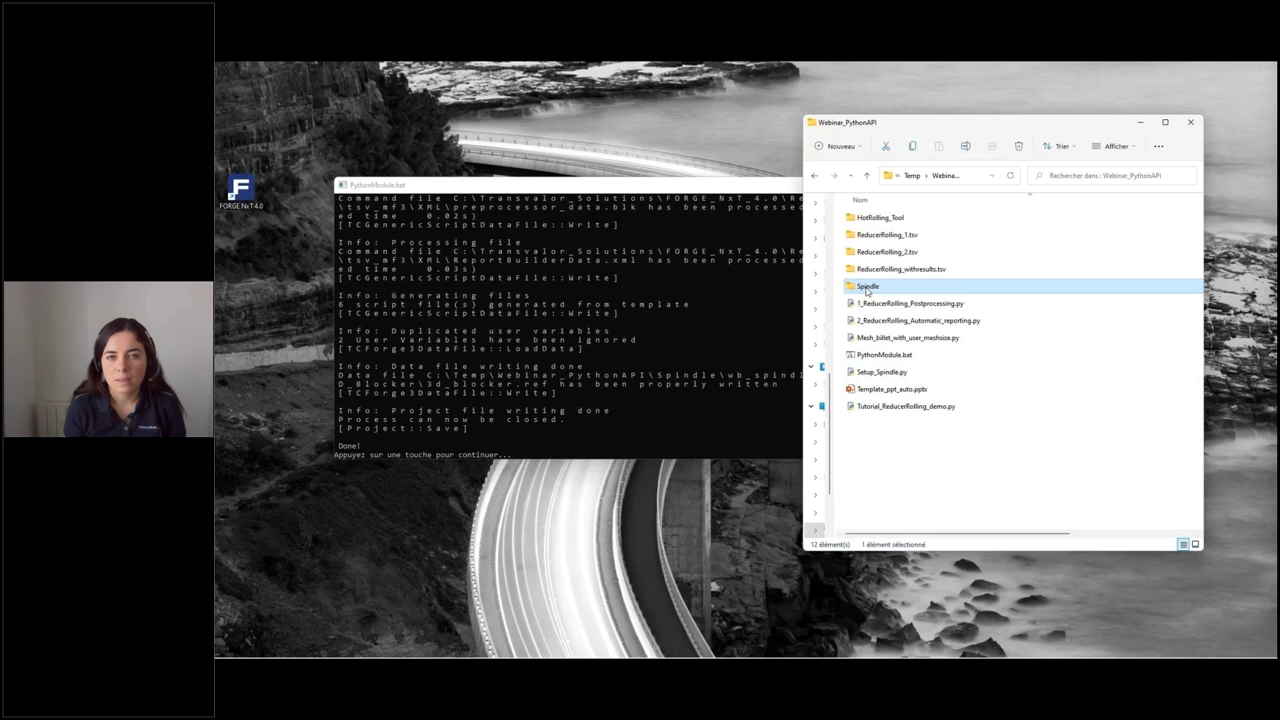 FORGE NxT 4.0
PythonModule.bat
Command file C:\Transvalor_Solutions\FORGE_NxT_4.0\Re
\tsv_mf3\XML\preprocessor_data.blk has been processed
ed time 0.02s)
[TCGenericScriptDataFile::Write]
Info: Processing file
Command file C:\Transvalor_Solutions\FORGE_NxT_4.0\Re
\tsv_mf3\XML\ReportBuilderData.xml has been processed
ed time 0.03s)
[TCGenericScriptDataFile::Write]
Info: Generating files
6 script file(s) generated from template
[TCGenericScriptDataFile::Write]
Info: Duplicated user variables
2 User Variables have been ignored
[TCForge3DataFile::LoadData]
Info: Data file writing done
Data file C:\Temp\Webinar_PythonAPI\Spindle\wb_spindl
D_Blocker\3d_blocker.ref has been properly written
[TCForge3DataFile::Write]
Info: Project file writing done
Process can now be closed.
[Project::Save]
Done!
Appuyez sur une touche pour continuer...
Webinar_PythonAPI
Nouveau
Trier
Afficher
« Temp > Webina...
Rechercher dans : Webinar_PythonAPI
Nom
HotRolling_Tool
ReducerRolling_1.tsv
ReducerRolling_2.tsv
ReducerRolling_withresults.tsv
Spindle
1_ReducerRolling_Postprocessing.py
2_ReducerRolling_Automatic_reporting.py
Mesh_billet_with_user_meshsize.py
PythonModule.bat
Setup_Spindle.py
Template_ppt_auto.pptx
Tutorial_ReducerRolling_demo.py
12 élément(s) 1 élément sélectionné